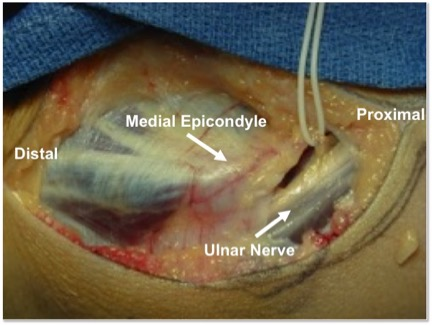 Proximal
Medial Epicondyle
Distal
Ulnar Nerve